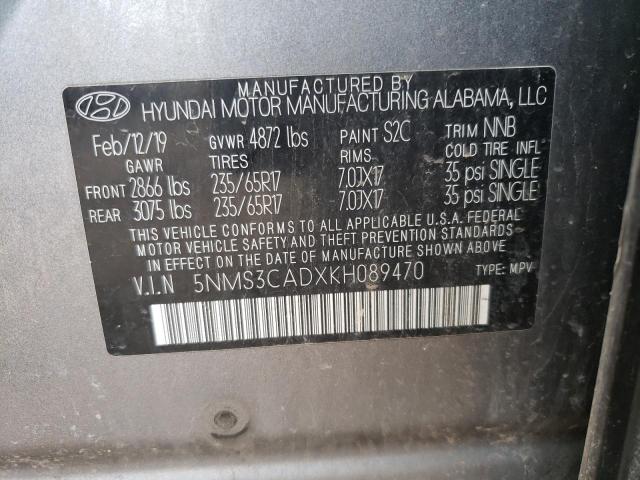 MANUFACTURED BY
HYUNDAI MOTOR MANUFACTURING ALABAMA, LLC
Feb/12/19 GVWR 4872 lbs PAINT S2C TRIM NNB
GAWR TIRES RIMS COLD TIRE INFL
FRONT 2866 lbs 235/65R17 7.0JX17 35 psi SINGLE
REAR 3075 lbs 235/65R17 7.0JX17 35 psi SINGLE
THIS VEHICLE CONFORMS TO ALL APPLICABLE U.S.A. FEDERAL
MOTOR VEHICLE SAFETY AND THEFT PREVENTION STANDARDS
IN EFFECT ON THE DATE OF MANUFACTURE SHOWN ABOVE.
V.I.N 5NMS3CADXKH089470 TYPE: MPV